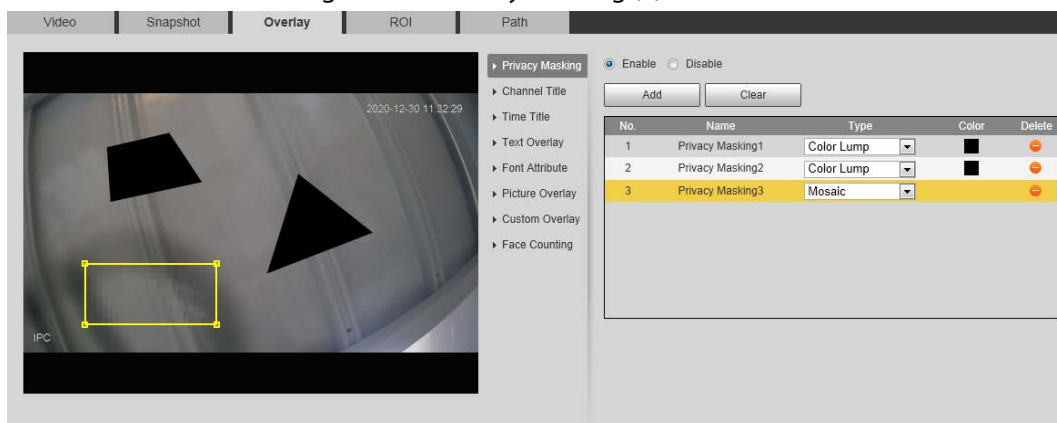 Video Snapshot Overlay ROI Path
2020-12-30 11:32:29
IPC
Privacy Masking
Channel Title
Time Title
Text Overlay
Font Attribute
Picture Overlay
Custom Overlay
Face Counting
Enable Disable
Add Clear
No. Name Type Color Delete
1 Privacy Masking1 Color Lump
2 Privacy Masking2 Color Lump
3 Privacy Masking3 Mosaic